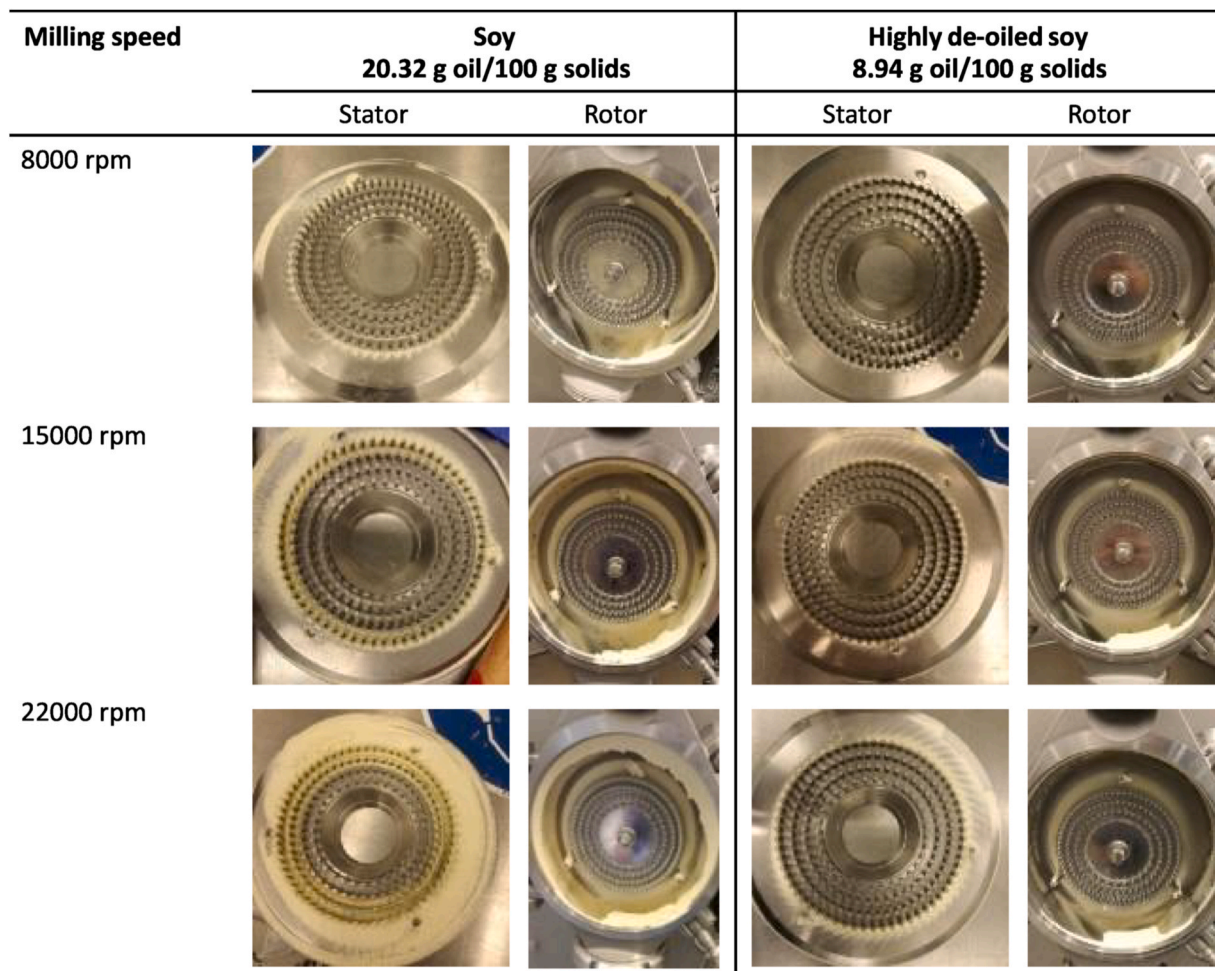 Milling speed
Soy
20.32 g oil/100 g solids
Highly de-oiled soy
8.94 g oil/100 g solids
Stator
Rotor
Stator
Rotor
8000 rpm
15000 rpm
22000 rpm